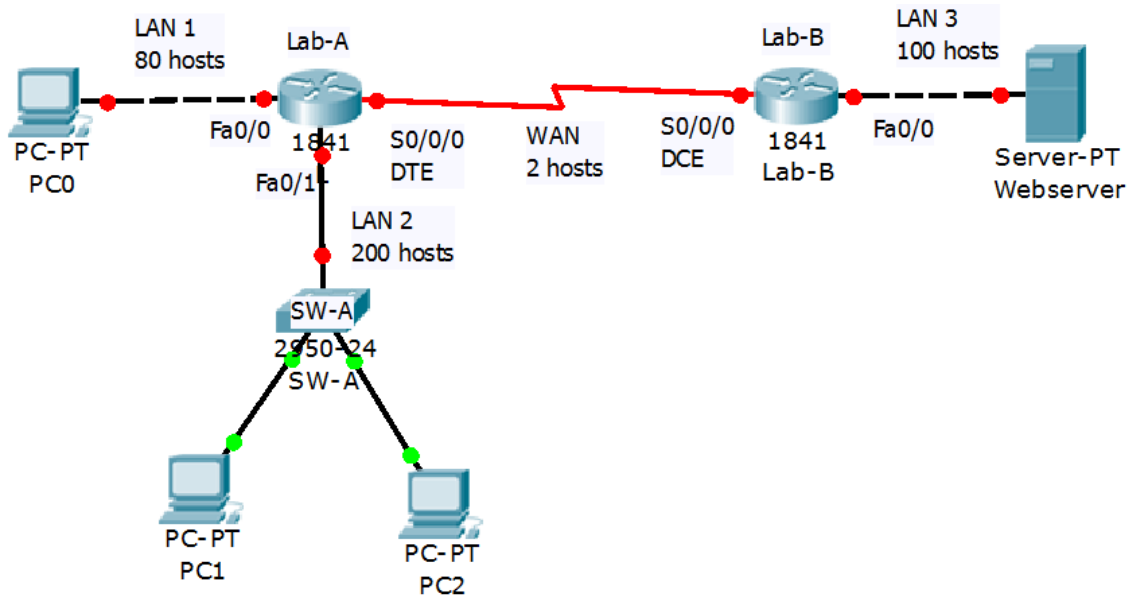 LAN 1
80 hosts
Lab-A
Lab-B
LAN 3
100 hosts
PC-PT
PC0
Fa0/0
1841
S0/0/0
DTE
WAN
2 hosts
S0/0/0
DCE
1841
Lab-B
Fa0/0
Server-PT
Webserver
Fa0/1
LAN 2
200 hosts
SW-A
2950-24
SW-A
PC-PT
PC1
PC-PT
PC2